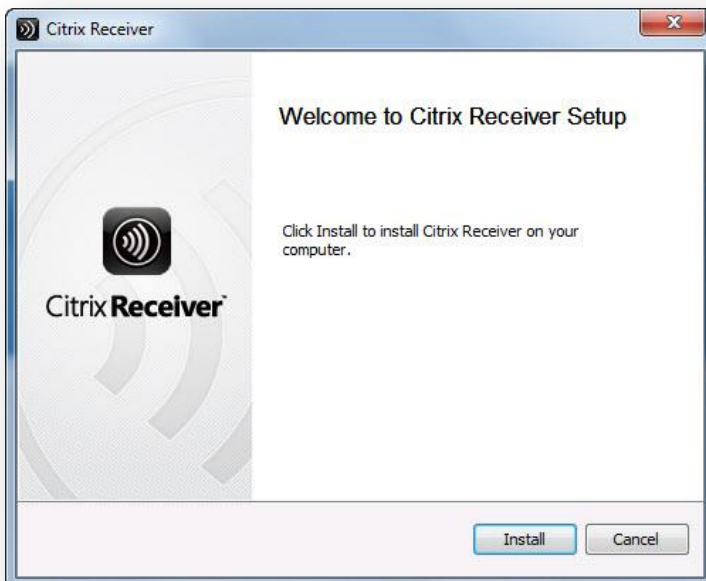 Citrix Receiver
Welcome to Citrix Receiver Setup
Click Install to install Citrix Receiver on your
computer.
Citrix Receiver™
Install
Cancel